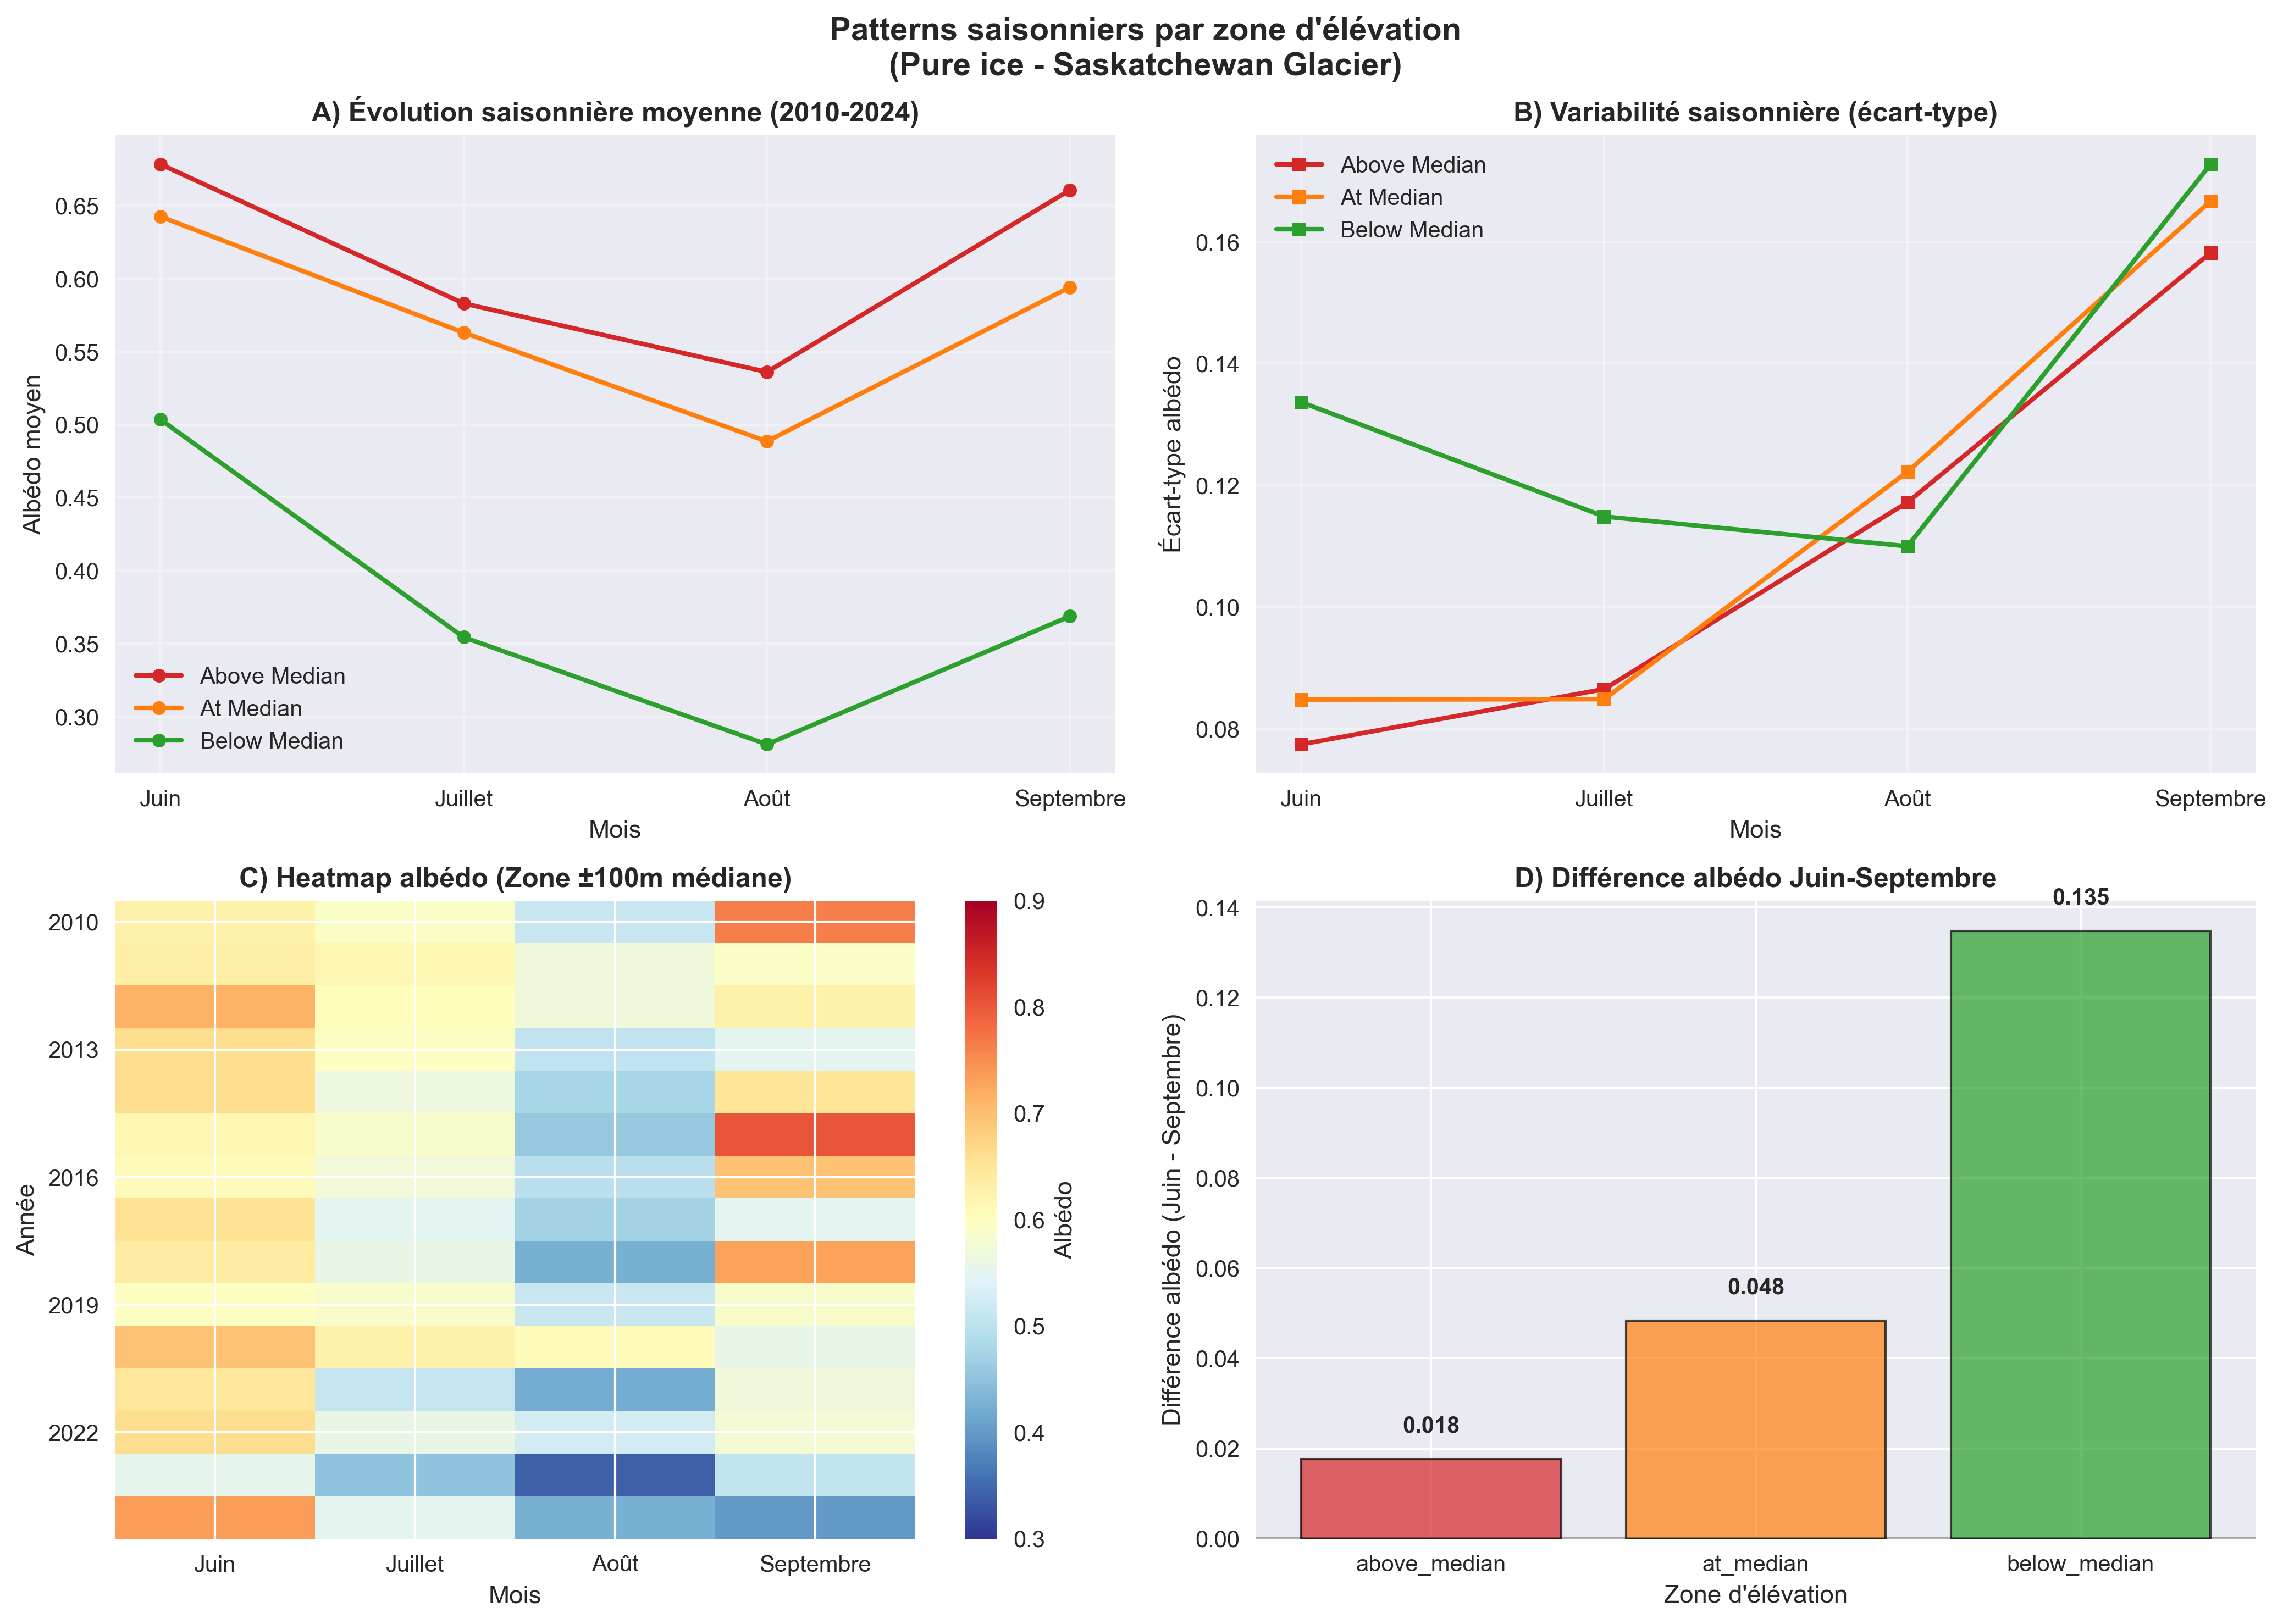 Patterns saisonniers par zone d'élévation
(Pure ice - Saskatchewan Glacier)
A) Évolution saisonnière moyenne (2010-2024)
Albédo moyen
0.65
0.60
0.55
0.50
0.45
0.40
0.35
0.30
Above Median
At Median
Below Median
Juin
Juillet
Août
Septembre
Mois
B) Variabilité saisonnière (écart-type)
Écart-type albédo
0.16
0.14
0.12
0.10
0.08
Above Median
At Median
Below Median
Juin
Juillet
Août
Septembre
Mois
C) Heatmap albédo (Zone ±100m médiane)
Année
2010
2013
2016
2019
2022
Juin
Juillet
Août
Septembre
Mois
0.9
0.8
0.7
0.6
0.5
0.4
0.3
Albédo
D) Différence albédo Juin-Septembre
Différence albédo (Juin - Septembre)
0.14
0.12
0.10
0.08
0.06
0.04
0.02
0.00
0.018
0.048
0.135
above_median
at_median
below_median
Zone d'élévation